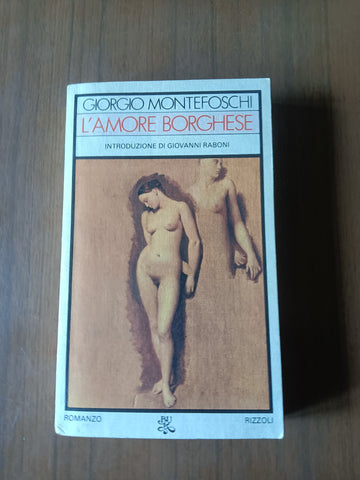 GIORGIO MONTEFOSCHI
L'AMORE BORGHESE
INTRODUZIONE DI GIOVANNI RABONI
ROMANZO
BUR
RIZZOLI